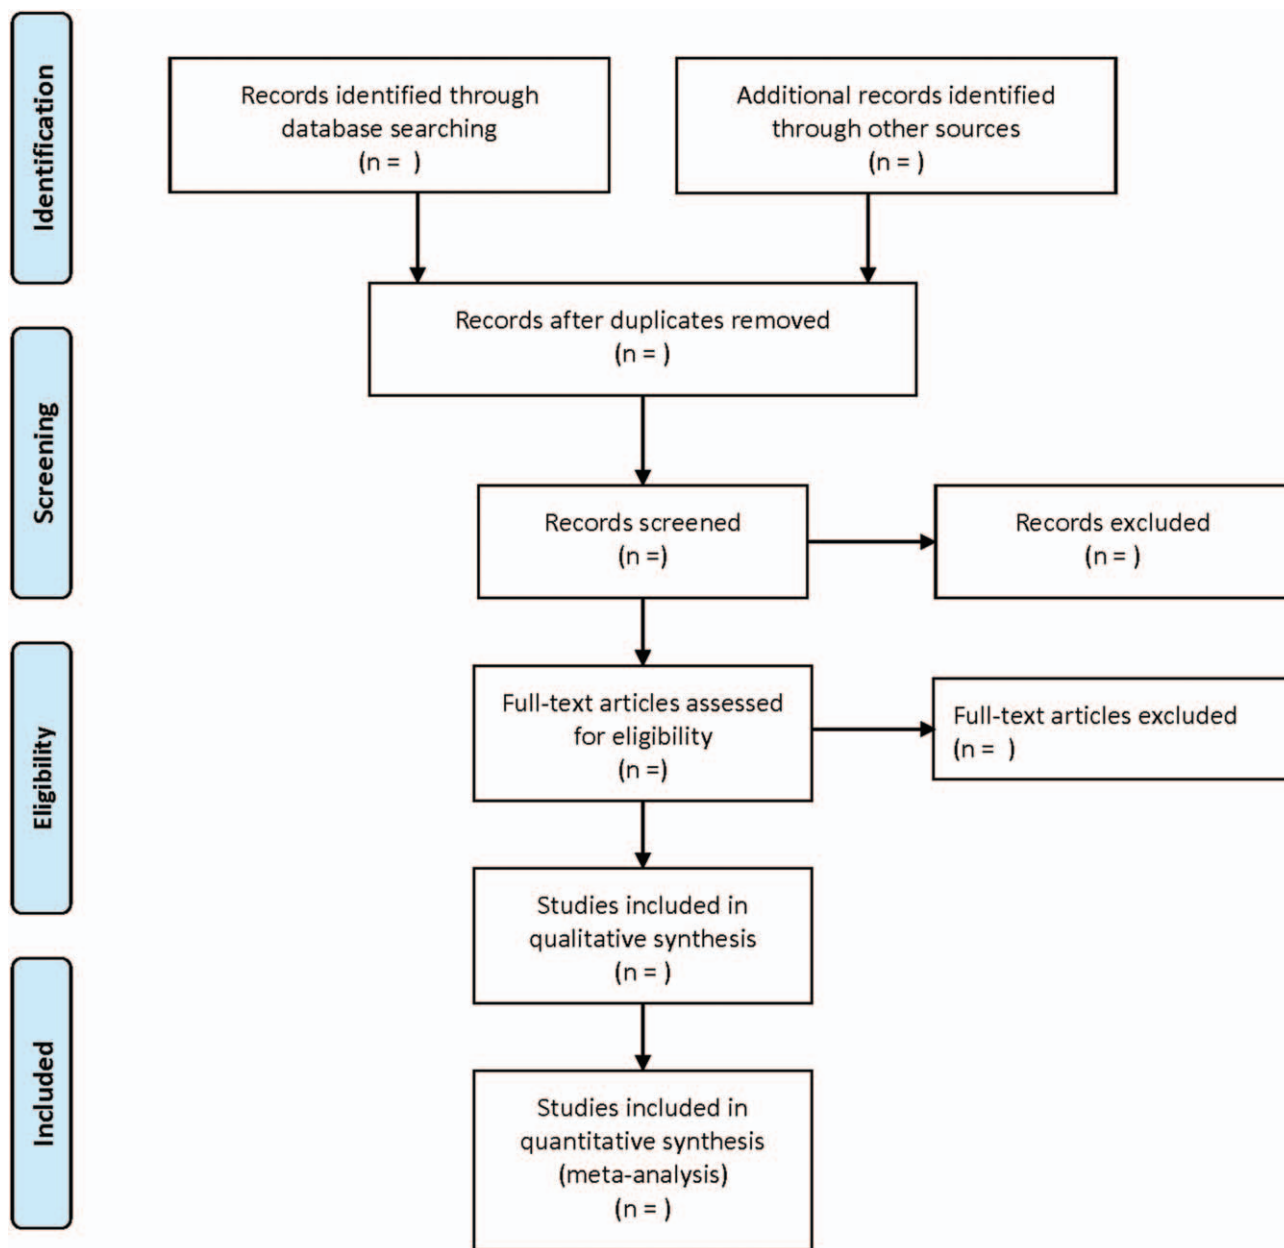 Identification
Records identified through
database searching
(n =  )
Additional records identified
through other sources
(n = )
Records after duplicates removed
(n = )
Screening
Records screened
(n =)
Records excluded
(n = )
Eligibility
Full-text articles assessed
for eligibility
(n =)
Full-text articles excluded
(n =  )
Studies included in
qualitative synthesis
(n = )
Included
Studies included in
quantitative synthesis
(meta-analysis)
(n = )